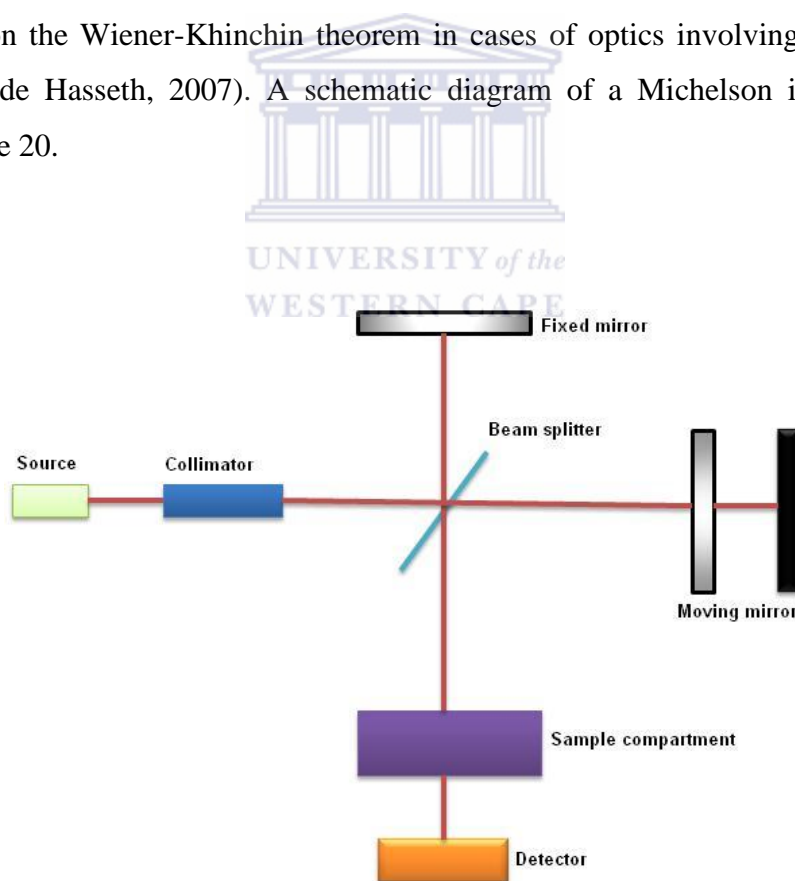 on the Wiener-Khinchin theorem in cases of optics involving
de Hasseth, 2007). A schematic diagram of a Michelson i
e 20.
UNIVERSITY of the
WESTERN CAPE
Fixed mirror
Beam splitter
Source
Collimator
Moving mirror
Sample compartment
Detector